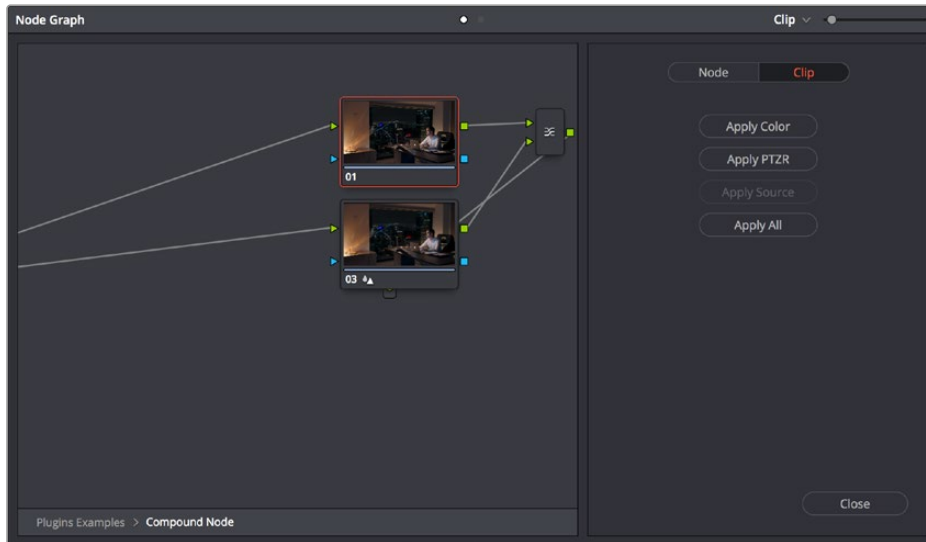 Node Graph
Clip
Node
Clip
Apply Color
Apply PTZR
Apply Source
Apply All
01
03
Close
Plugins Examples > Compound Node